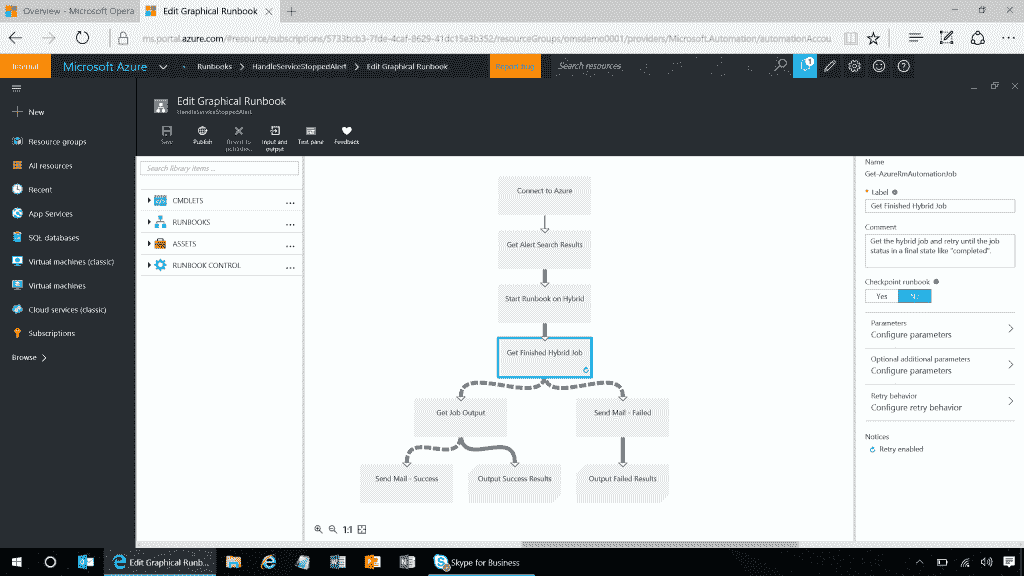 Overview - Microsoft Opera
Edit Graphical Runbook
ms.portal.azure.com/#resource/subscriptions/5733bcb3-7fde-4caf-8629-41dc15e3b352/resourceGroups/omsdemo0001/providers/Microsoft.Automation/automationAccou
Internal
Microsoft Azure
Runbooks > HandleServiceStoppedAlert > Edit Graphical Runbook
Report bug
Search resources
1
New
Resource groups
All resources
Recent
App Services
SQL databases
Virtual machines (classic)
Virtual machines
Cloud services (classic)
Subscriptions
Browse >
Edit Graphical Runbook
HandleServiceStoppedAlert
Save
Publish
Revert to
published..
Input and
output
Test pane
Feedback
Search library items ...
CMDLETS ...
RUNBOOKS ...
ASSETS ...
RUNBOOK CONTROL ...
Connect to Azure
Get Alert Search Results
Start Runbook on Hybrid
Get Finished Hybrid Job
Get Job Output
Send Mail - Failed
Send Mail - Success
Output Success Results
Output Failed Results
1:1
Name
Get-AzureRmAutomationJob
* Label
Get Finished Hybrid Job
Comment
Get the hybrid job and retry until the job
status in a final state like "completed".
Checkpoint runbook
Yes
No
Parameters
Configure parameters
Optional additional parameters
Configure parameters
Retry behavior
Configure retry behavior
Notices
Retry enabled
Edit Graphical Runb...
Skype for Business